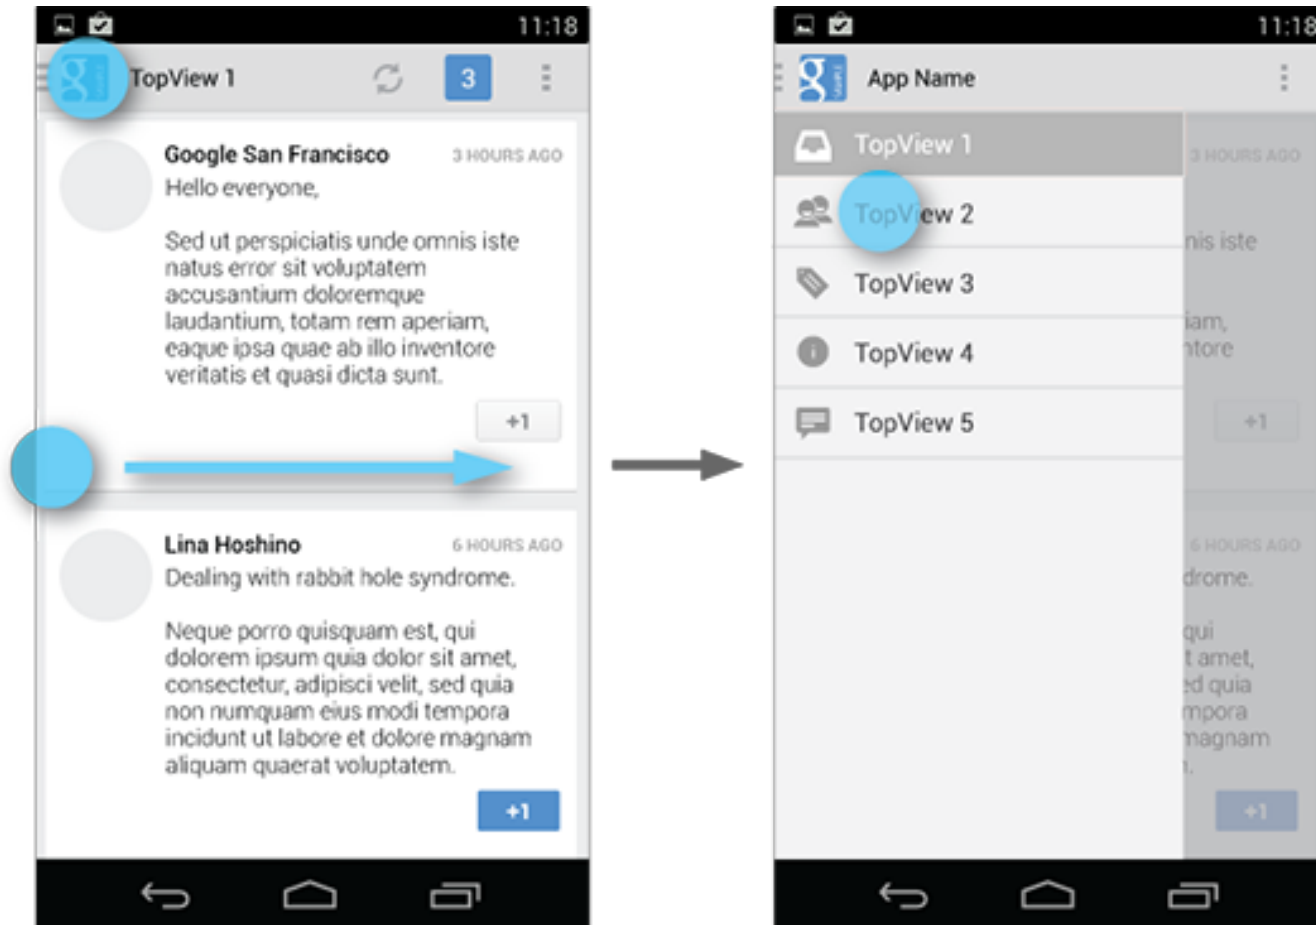 11:18
TopView 1
3
Google San Francisco
3 HOURS AGO
Hello everyone,
Sed ut perspiciatis unde omnis iste
natus error sit voluptatem
accusantium doloremque
laudantium, totam rem aperiam,
eaque ipsa quae ab illo inventore
veritatis et quasi dicta sunt.
+1
Lina Hoshino
6 HOURS AGO
Dealing with rabbit hole syndrome.
Neque porro quisquam est, qui
dolorem ipsum quia dolor sit amet,
consectetur, adipisci velit, sed quia
non numquam eius modi tempora
incidunt ut labore et dolore magnam
aliquam quaerat voluptatem.
+1
11:18
g
App Name
TopView 1
TopView 2
TopView 3
TopView 4
TopView 5
3 HOURS AGO
nis iste
iam,
ntore
+1
6 HOURS AGO
drome.
qui
t amet,
ed quia
mpora
magnam
+1